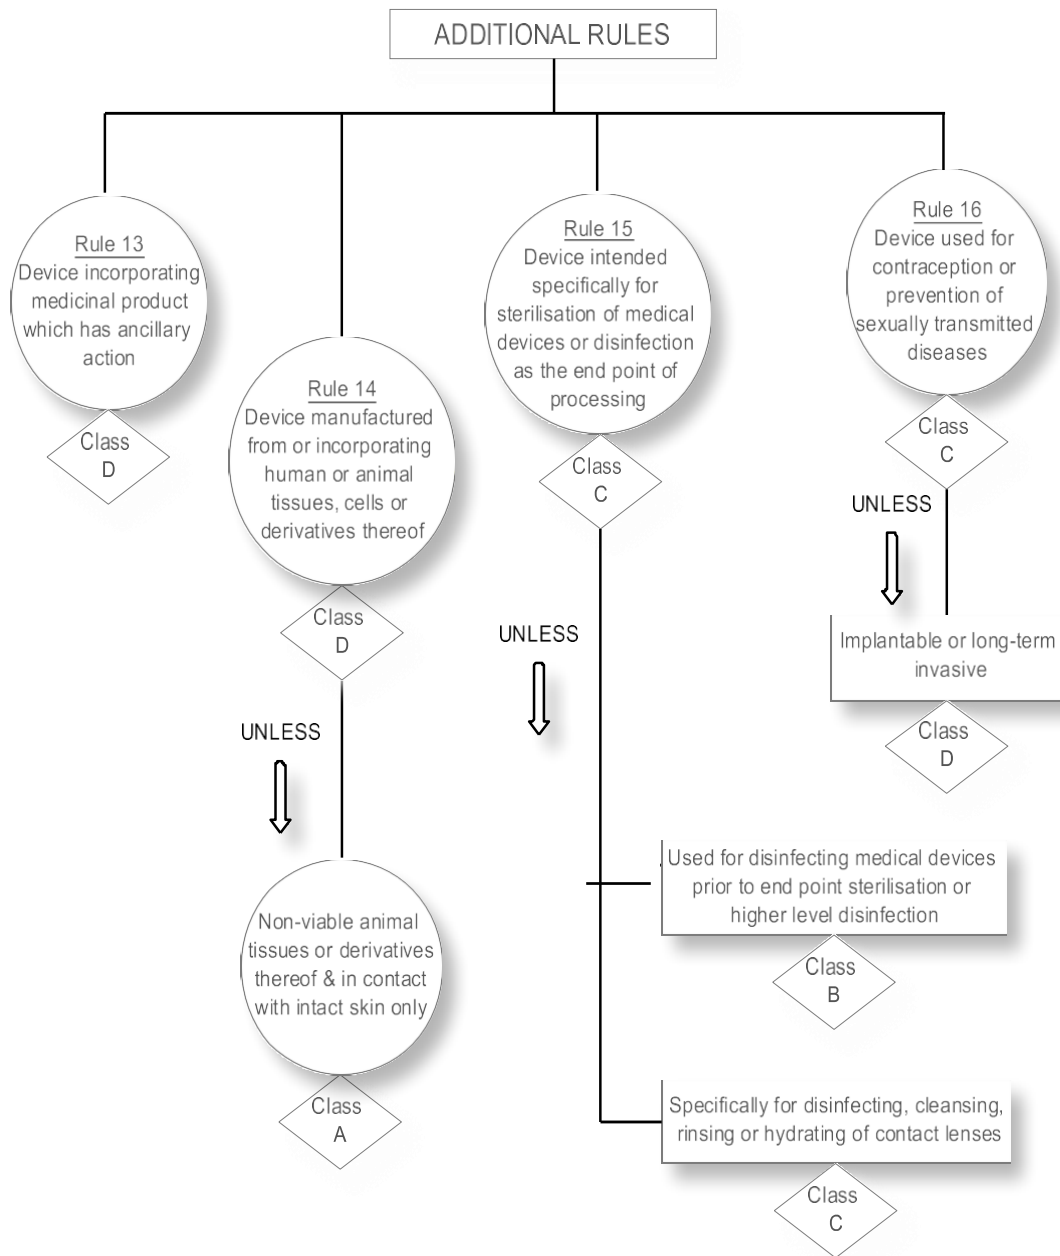 ADDITIONAL RULES
Rule 13
Device incorporating
medicinal product
which has ancillary
action
Class
D
Rule 14
Device manufactured
from or incorporating
human or animal
tissues, cells or
derivatives thereof
Class
D
UNLESS
Non-viable animal
tissues or derivatives
thereof & in contact
with intact skin only
Class
A
Rule 15
Device intended
specifically for
sterilisation of medical
devices or disinfection
as the end point of
processing
Class
C
UNLESS
Used for disinfecting medical devices
prior to end point sterilisation or
higher level disinfection
Class
B
Specifically for disinfecting, cleansing,
rinsing or hydrating of contact lenses
Class
C
Rule 16
Device used for
contraception or
prevention of
sexually transmitted
diseases
Class
C
UNLESS
Implantable or long-term
invasive
Class
D